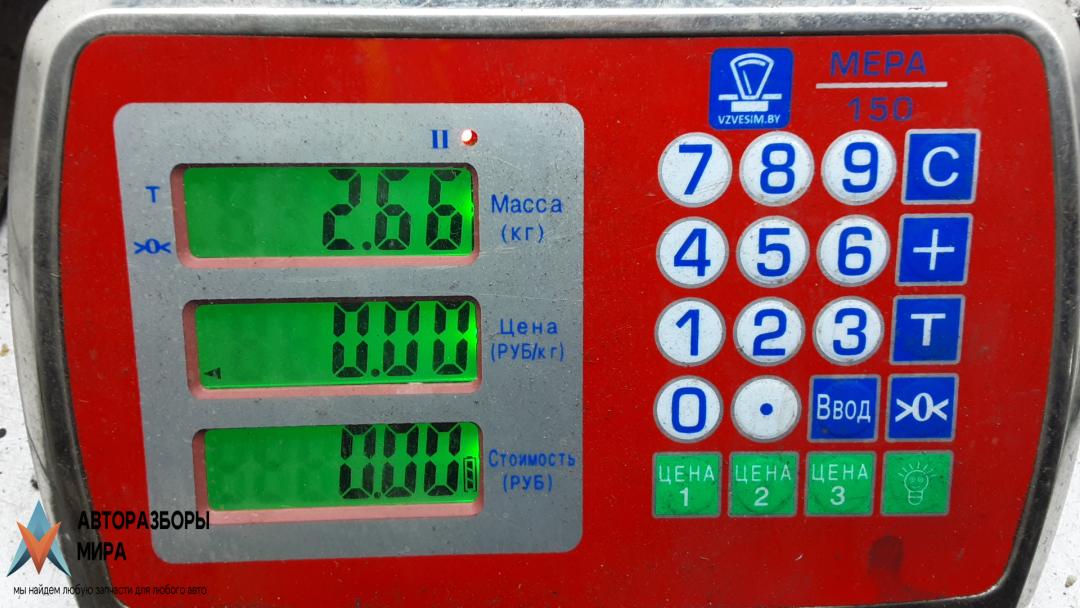 VZVESIM.BY
МЕРА
150
II
T
2.66
Масса
(кг)
>0<
0.00
Цена
(РУБ/кг)
0.00
Стоимость
(РУБ)
7 8 9 C
4 5 6 +
1 2 3 T
0 . Ввод >0<
ЦЕНА 1
ЦЕНА 2
ЦЕНА 3
АВТОРАЗБОРЫ
МИРА
мы найдем любую запчасти для любого авто